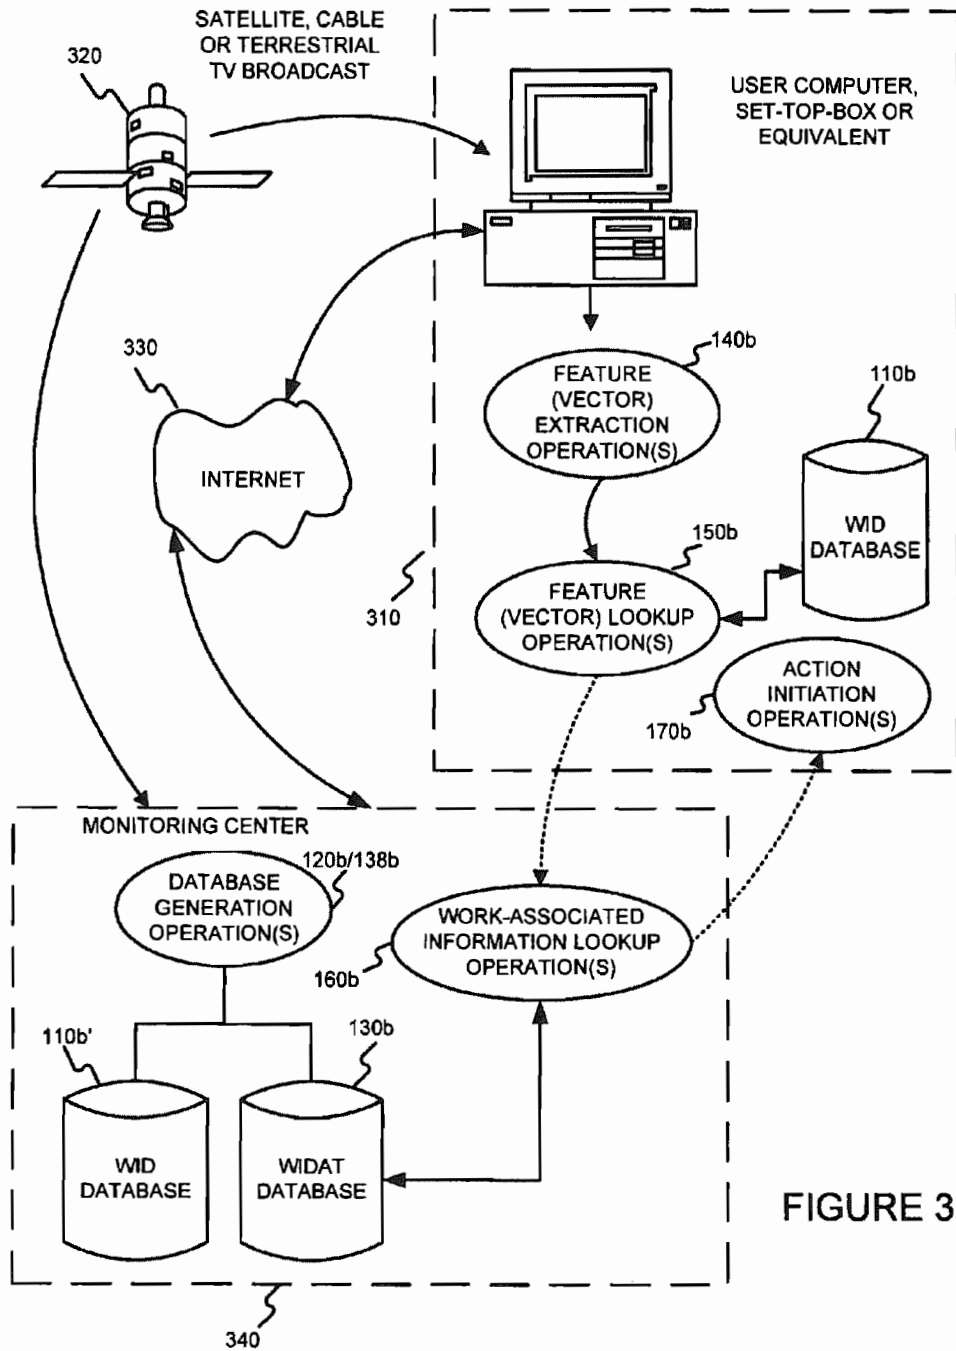 SATELLITE, CABLE
OR TERRESTRIAL
TV BROADCAST
320
USER COMPUTER,
SET-TOP-BOX OR
EQUIVALENT
330
INTERNET
140b
FEATURE
(VECTOR)
EXTRACTION
OPERATION(S)
110b
WID
DATABASE
150b
FEATURE
(VECTOR) LOOKUP
OPERATION(S)
310
ACTION
INITIATION
OPERATION(S)
170b
MONITORING CENTER
120b/138b
DATABASE
GENERATION
OPERATION(S)
WORK-ASSOCIATED
INFORMATION LOOKUP
OPERATION(S)
160b
110b'
130b
WID
DATABASE
WIDAT
DATABASE
FIGURE 3
340